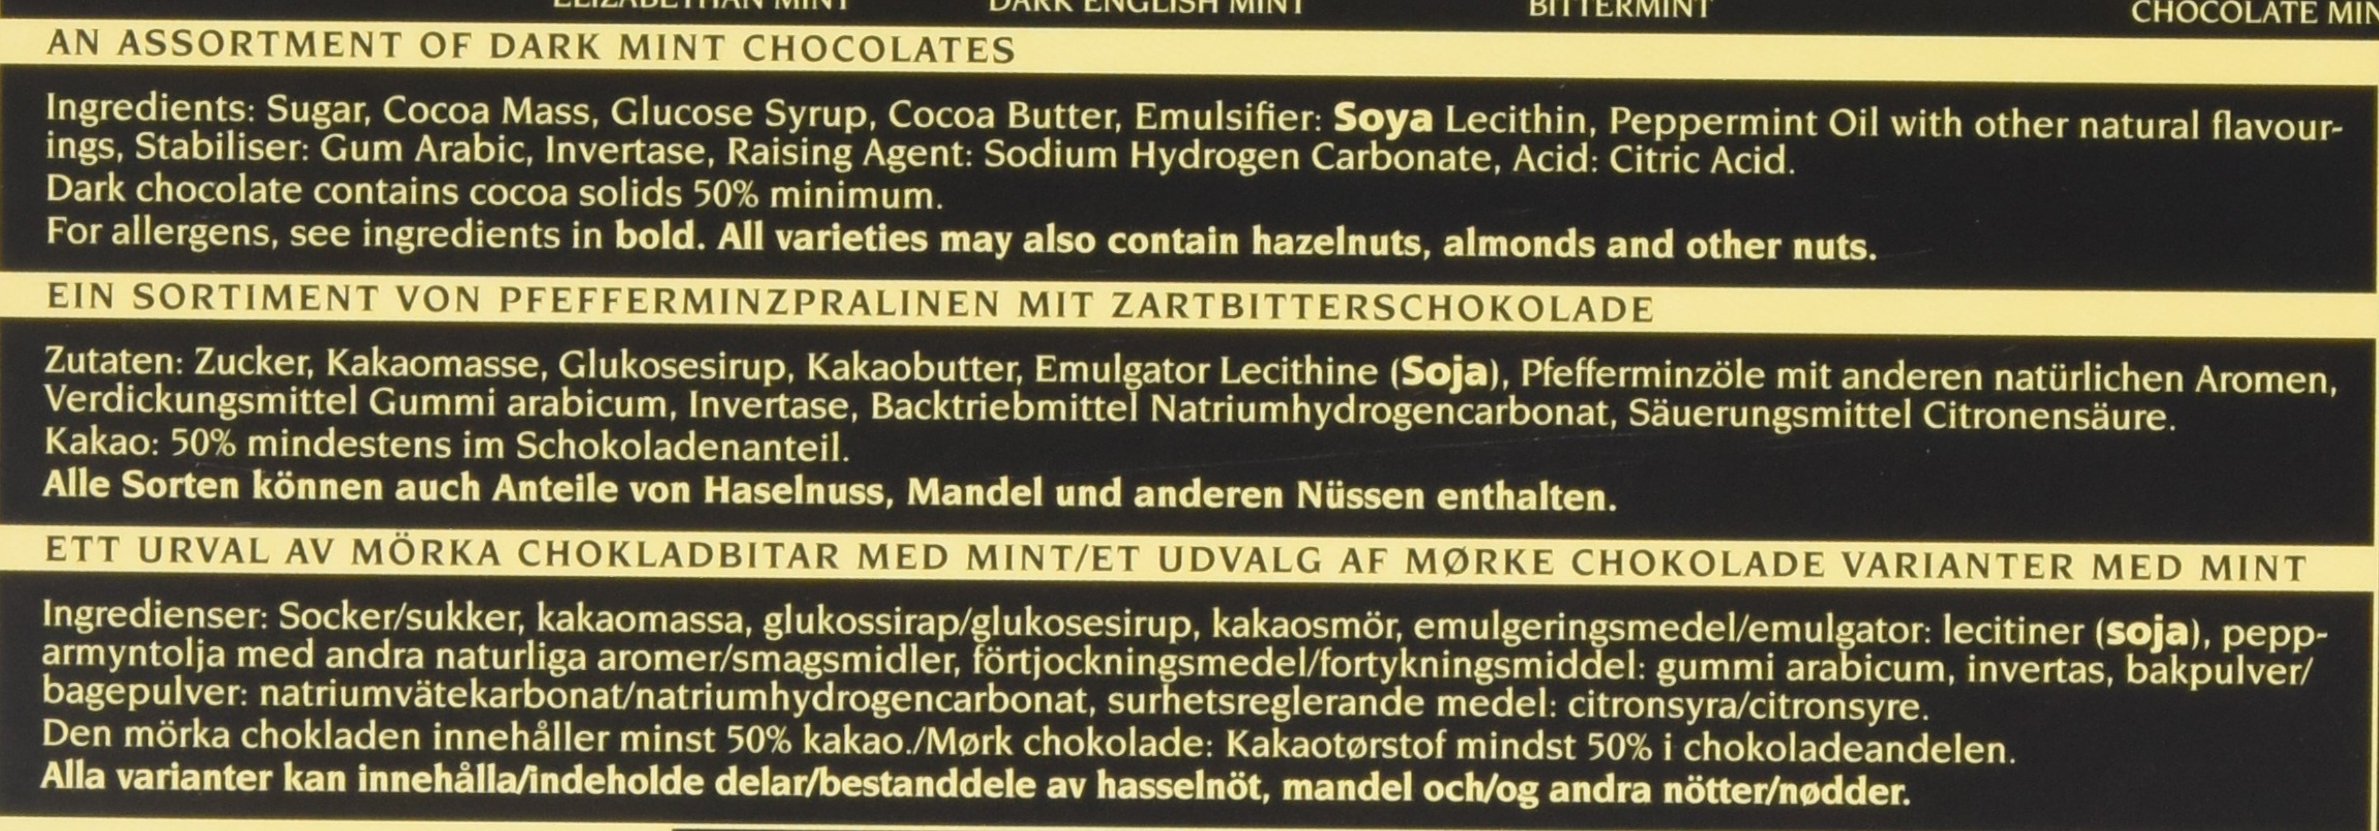 ELIZABETHAN MINT DARK ENGLISH MINT BITTERMINT CHOCOLATE MIN
AN ASSORTMENT OF DARK MINT CHOCOLATES
Ingredients: Sugar, Cocoa Mass, Glucose Syrup, Cocoa Butter, Emulsifier: Soya Lecithin, Peppermint Oil with other natural flavour-
ings, Stabiliser: Gum Arabic, Invertase, Raising Agent: Sodium Hydrogen Carbonate, Acid: Citric Acid.
Dark chocolate contains cocoa solids 50% minimum.
For allergens, see ingredients in bold. All varieties may also contain hazelnuts, almonds and other nuts.
EIN SORTIMENT VON PFEFFERMINZPRALINEN MIT ZARTBITTERSCHOKOLADE
Zutaten: Zucker, Kakaomasse, Glukosesirup, Kakaobutter, Emulgator Lecithine (Soja), Pfefferminzöle mit anderen natürlichen Aromen,
Verdickungsmittel Gummi arabicum, Invertase, Backtriebmittel Natriumhydrogencarbonat, Säuerungsmittel Citronensäure.
Kakao: 50% mindestens im Schokoladenanteil.
Alle Sorten können auch Anteile von Haselnuss, Mandel und anderen Nüssen enthalten.
ETT URVAL AV MÖRKA CHOKLADBITAR MED MINT/ET UDVALG AF MØRKE CHOKOLADE VARIANTER MED MINT
Ingredienser: Socker/sukker, kakaomassa, glukossirap/glukosesirup, kakaosmör, emulgeringsmedel/emulgator: lecitiner (soja), pepp-
armyntolja med andra naturliga aromer/smagsmidler, förtjockningsmedel/fortykningsmiddel: gummi arabicum, invertas, bakpulver/
bagepulver: natriumvätekarbonat/natriumhydrogencarbonat, surhetsreglerande medel: citronsyra/citronsyre.
Den mörka chokladen innehåller minst 50% kakao./Mørk chokolade: Kakaotørstof mindst 50% i chokoladeandelen.
Alla varianter kan innehålla/indeholde delar/bestanddele av hasselnöt, mandel och/og andra nötter/nødder.